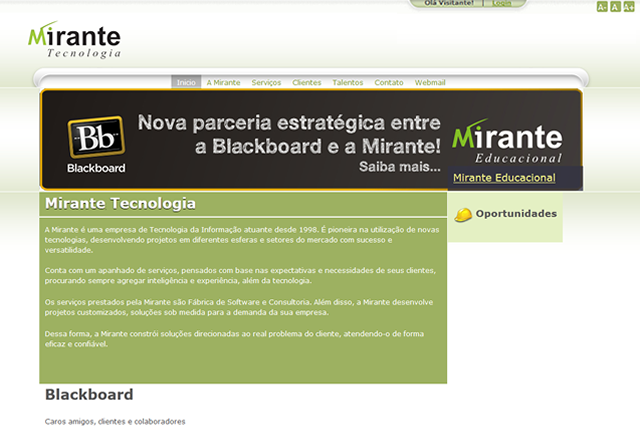 Olá Visitante! | Login
A- A A+
Mirante
Tecnologia
Início A Mirante Serviços Clientes Talentos Contato Webmail
Bb
Blackboard
Nova parceria estratégica entre
a Blackboard e a Mirante!
Saiba mais...
Mirante
Educacional
Mirante Educacional
Mirante Tecnologia
A Mirante é uma empresa de Tecnologia da Informação atuante desde 1998. É pioneira na utilização de novas
tecnologias, desenvolvendo projetos em diferentes esferas e setores do mercado com sucesso e
versatilidade.
Conta com um apanhado de serviços, pensados com base nas expectativas e necessidades de seus clientes,
procurando sempre agregar inteligência e experiência, além da tecnologia.
Os serviços prestados pela Mirante são Fábrica de Software e Consultoria. Além disso, a Mirante desenvolve
projetos customizados, soluções sob medida para a demanda da sua empresa.
Dessa forma, a Mirante constrói soluções direcionadas ao real problema do cliente, atendendo-o de forma
eficaz e confiável.
Oportunidades
Blackboard
Caros amigos, clientes e colaboradores